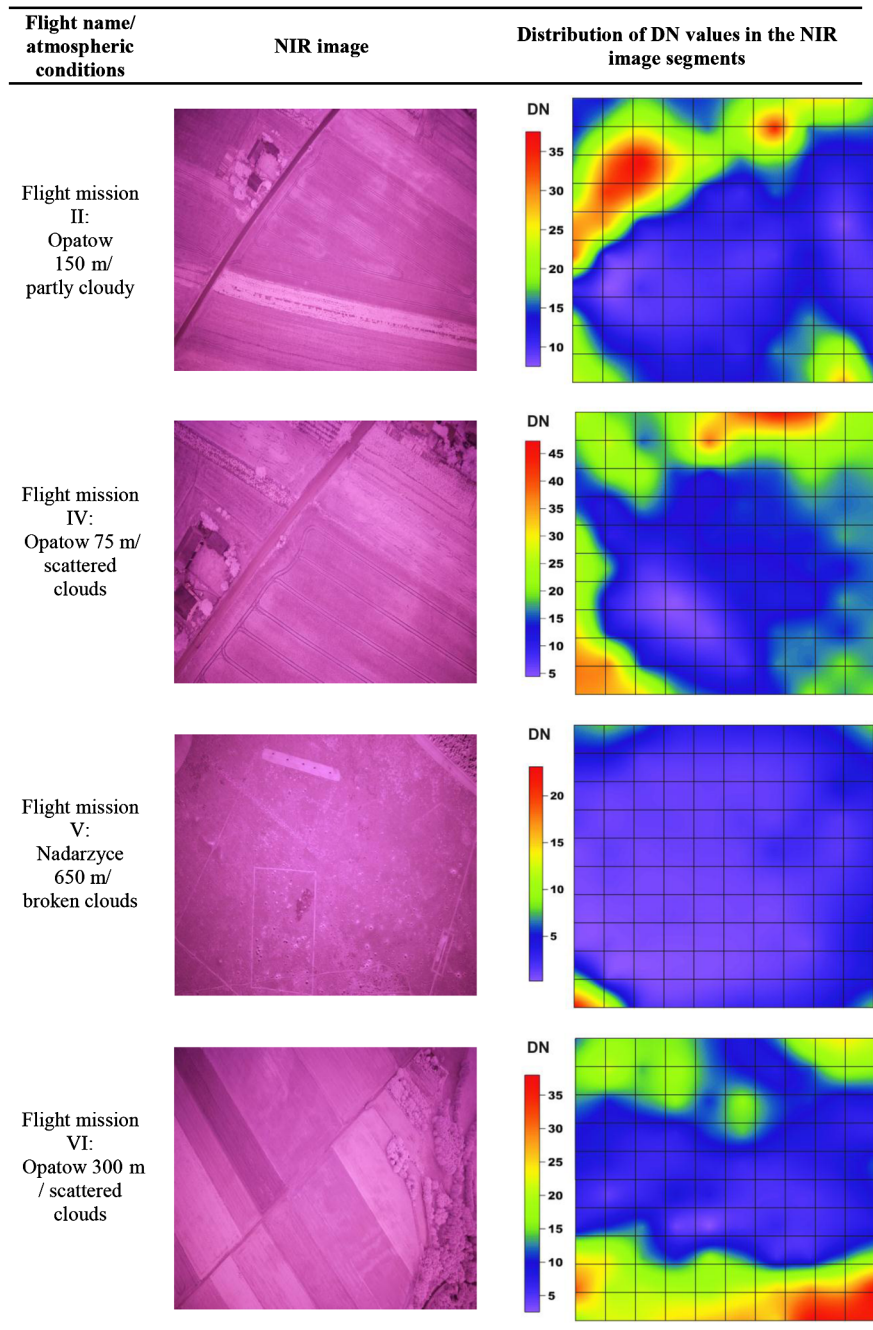 Flight name/
atmospheric
conditions
NIR image
Distribution of DN values in the NIR
image segments
Flight mission
II:
Opatow
150 m/
partly cloudy
DN
35
30
25
20
15
10
Flight mission
IV:
Opatow 75 m/
scattered
clouds
DN
45
40
35
30
25
20
15
10
5
Flight mission
V:
Nadarzyce
650 m/
broken clouds
DN
20
15
10
5
Flight mission
VI:
Opatow 300 m
/ scattered
clouds
DN
35
30
25
20
15
10
5